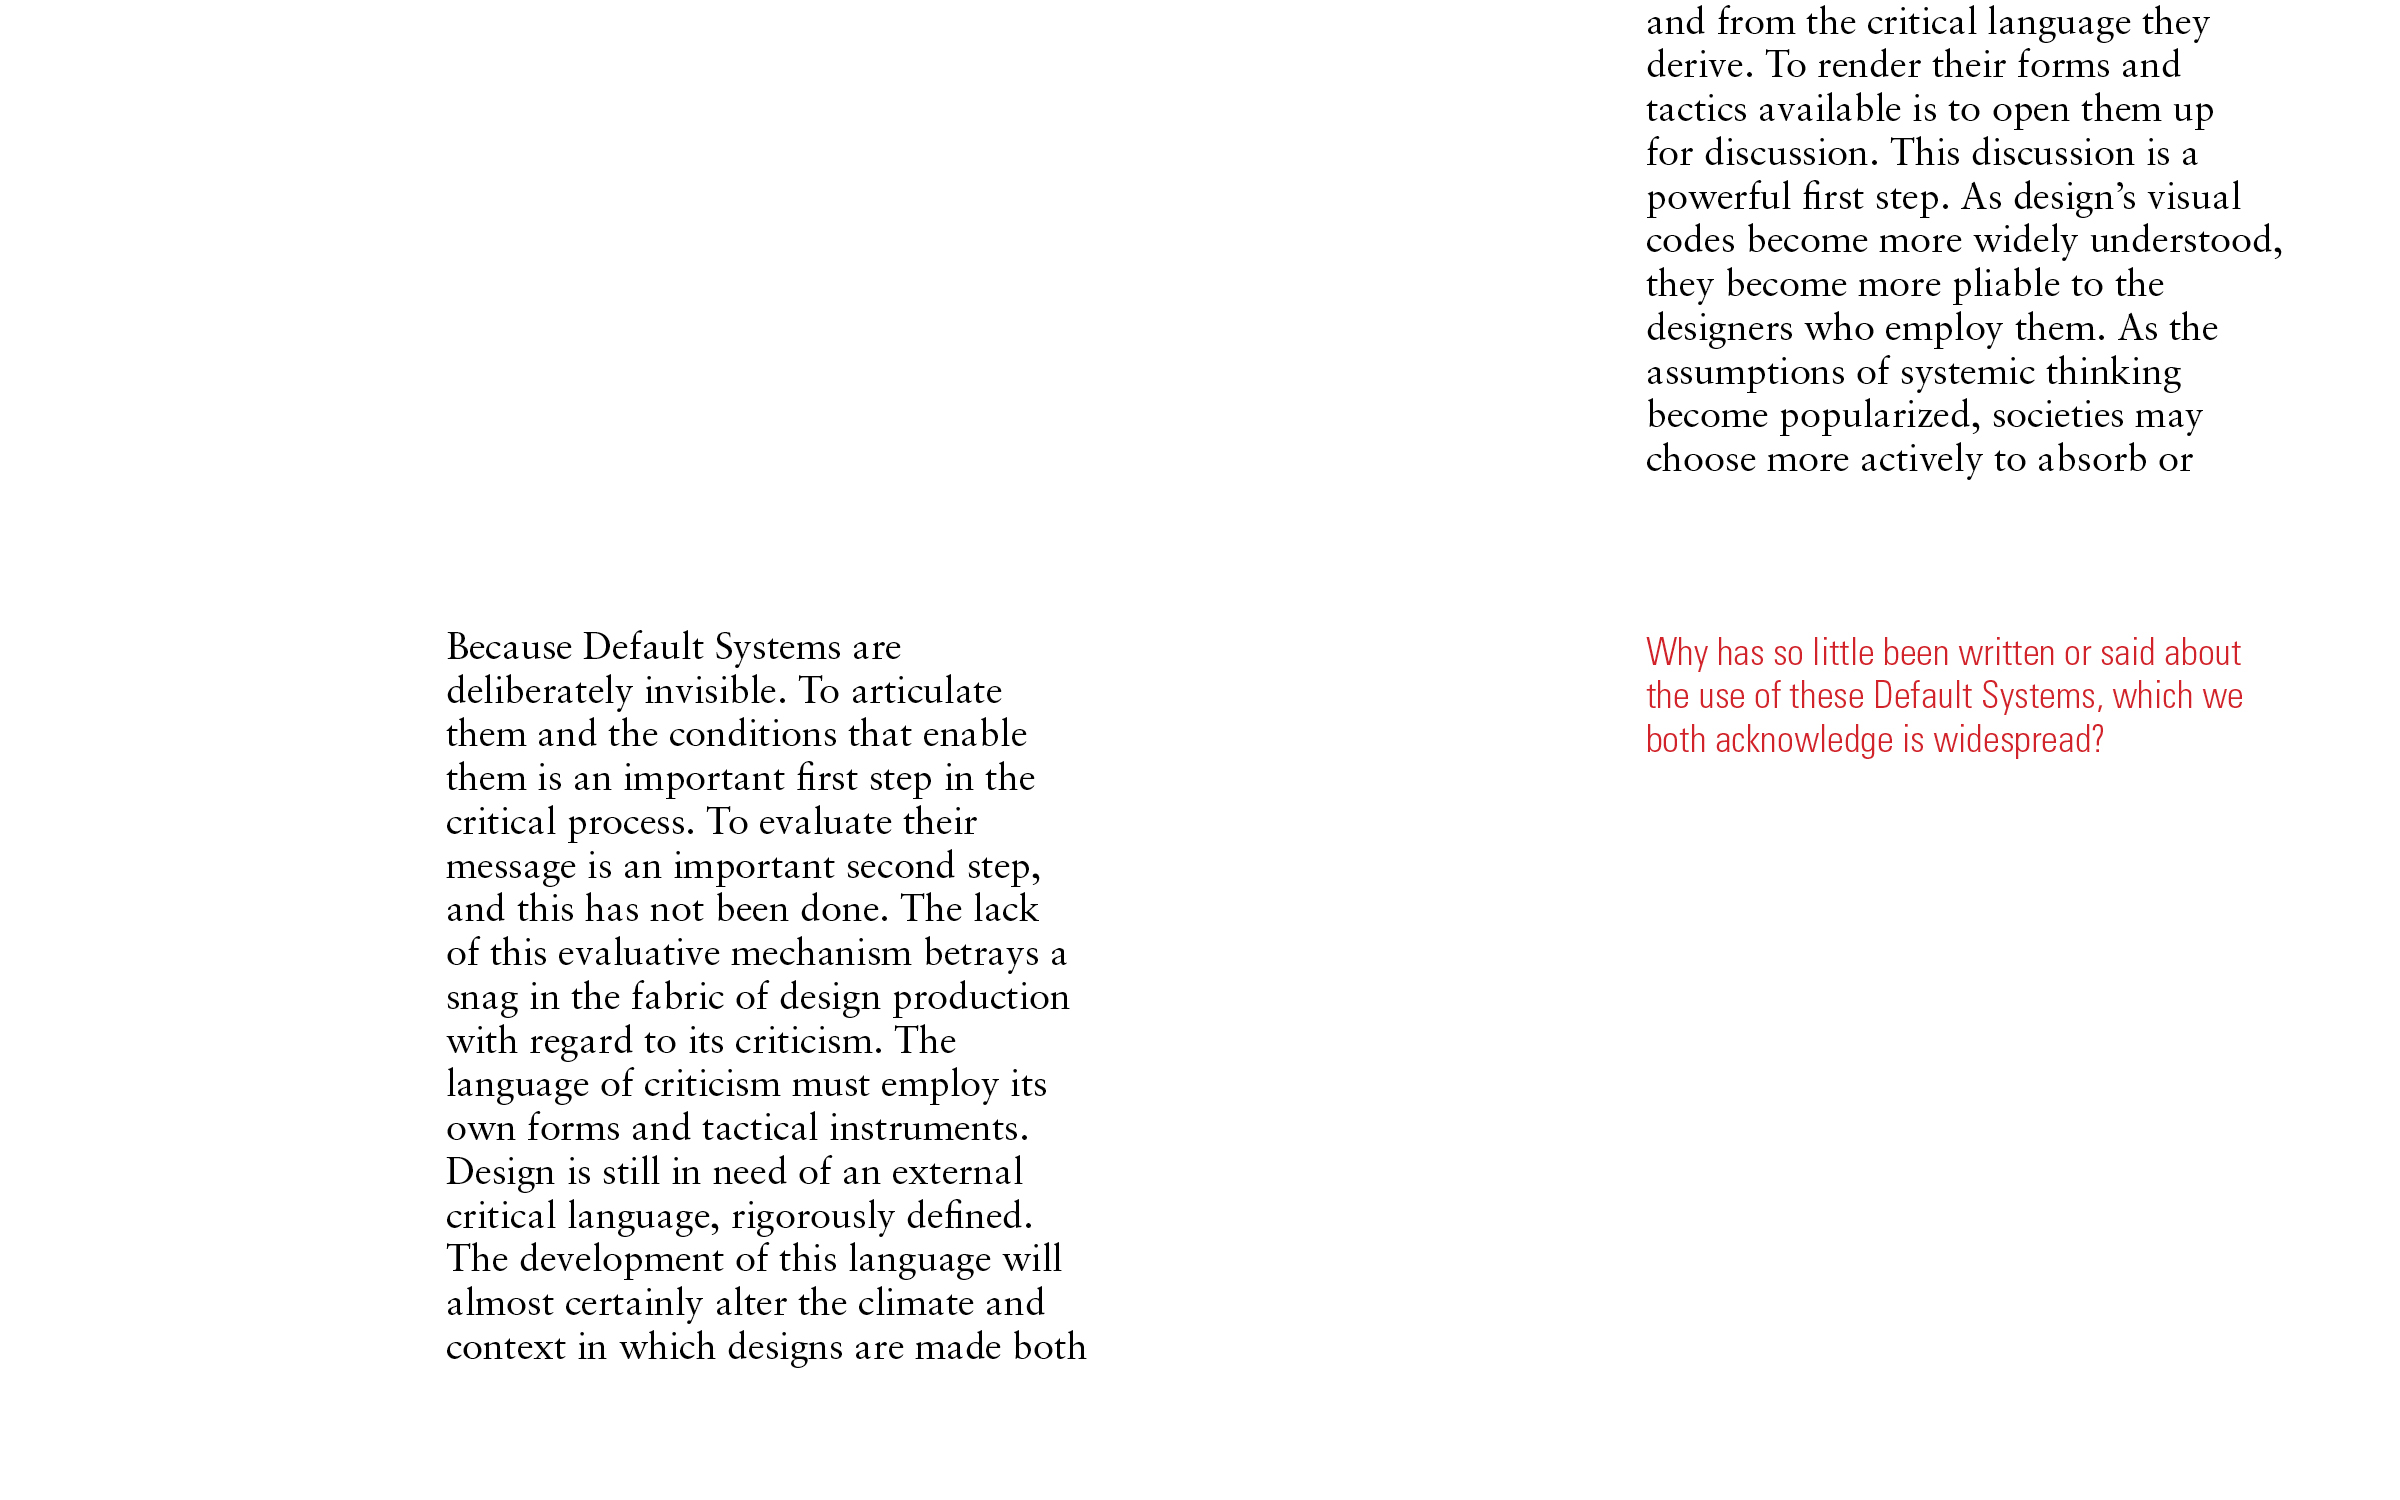 Because Default Systems are
deliberately invisible. To articulate
them and the conditions that enable
them is an important first step in the
critical process. To evaluate their
message is an important second step,
and this has not been done. The lack
of this evaluative mechanism betrays a
snag in the fabric of design production
with regard to its criticism. The
language of criticism must employ its
own forms and tactical instruments.
Design is still in need of an external
critical language, rigorously defined.
The development of this language will
almost certainly alter the climate and
context in which designs are made both
and from the critical language they
derive. To render their forms and
tactics available is to open them up
for discussion. This discussion is a
powerful first step. As design’s visual
codes become more widely understood,
they become more pliable to the
designers who employ them. As the
assumptions of systemic thinking
become popularized, societies may
choose more actively to absorb or
Why has so little been written or said about
the use of these Default Systems, which we
both acknowledge is widespread?